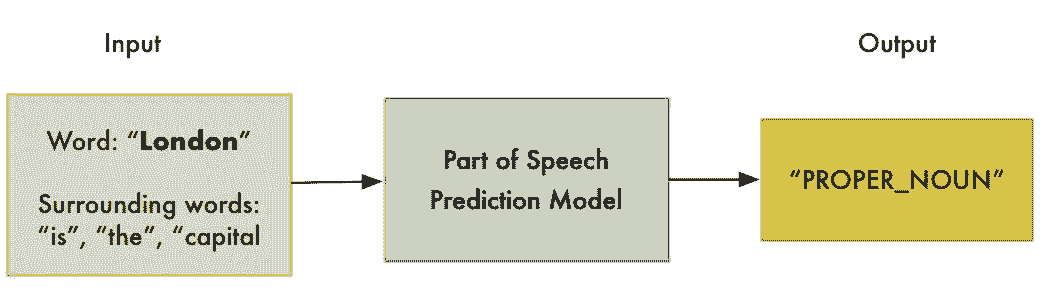 Input
Output
Word: “London”
Surrounding words:
“is”, “the”, “capital
Part of Speech
Prediction Model
“PROPER_NOUN”